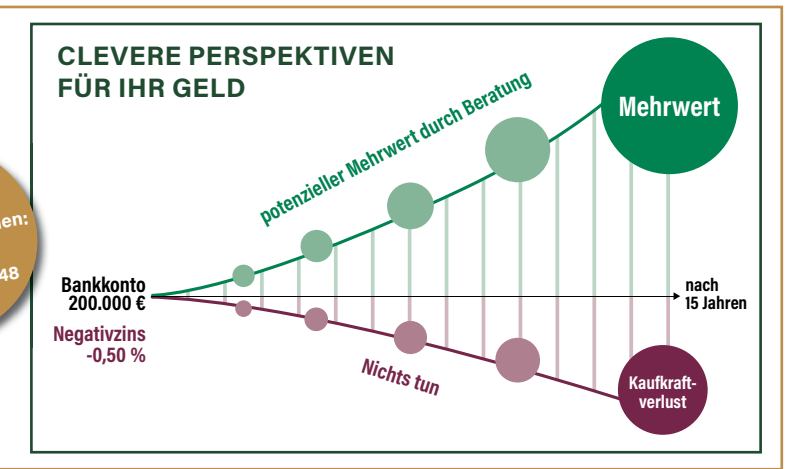 CLEVERE PERSPEKTIVEN
FÜR IHR GELD
potenzieller Mehrwert durch Beratung
Mehrwert
48
Bankkonto
200.000 €
nach
15 Jahren
Negativzins
-0,50 %
Nichts tun
Kaufkraft-
verlust